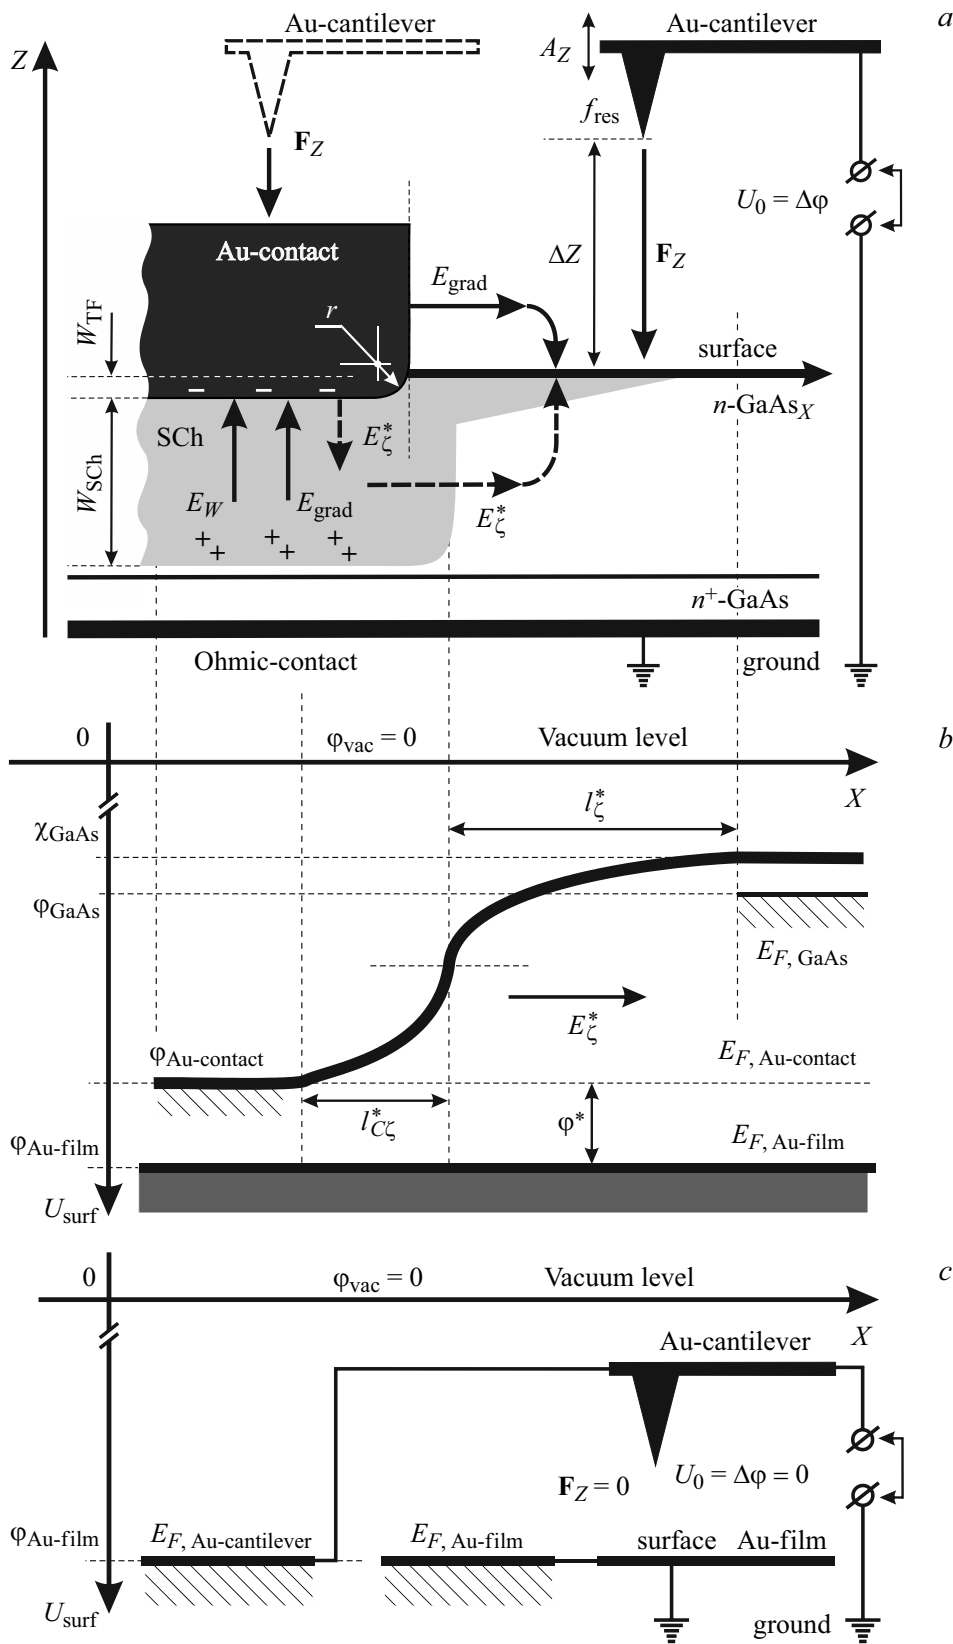 Au-cantilever
Au-cantilever
a
Z
A_Z
f_res
F_Z
U_0 = Δφ
Au-contact
E_grad
ΔZ
F_Z
W_TF
r
surface
n-GaAs_X
– – –
SCh
E*_ζ
W_SCh
E_W
E_grad
E*_ζ
+ + + + + +
n⁺-GaAs
Ohmic-contact
ground
0
φ_vac = 0
Vacuum level
b
X
l*_ζ
χ_GaAs
φ_GaAs
E_F, GaAs
E*_ζ
φ_Au-contact
E_F, Au-contact
l*_Cζ
φ*
φ_Au-film
E_F, Au-film
U_surf
0
φ_vac = 0
Vacuum level
c
X
Au-cantilever
F_Z = 0
U_0 = Δφ = 0
φ_Au-film
E_F, Au-cantilever
E_F, Au-film
surface
Au-film
U_surf
ground